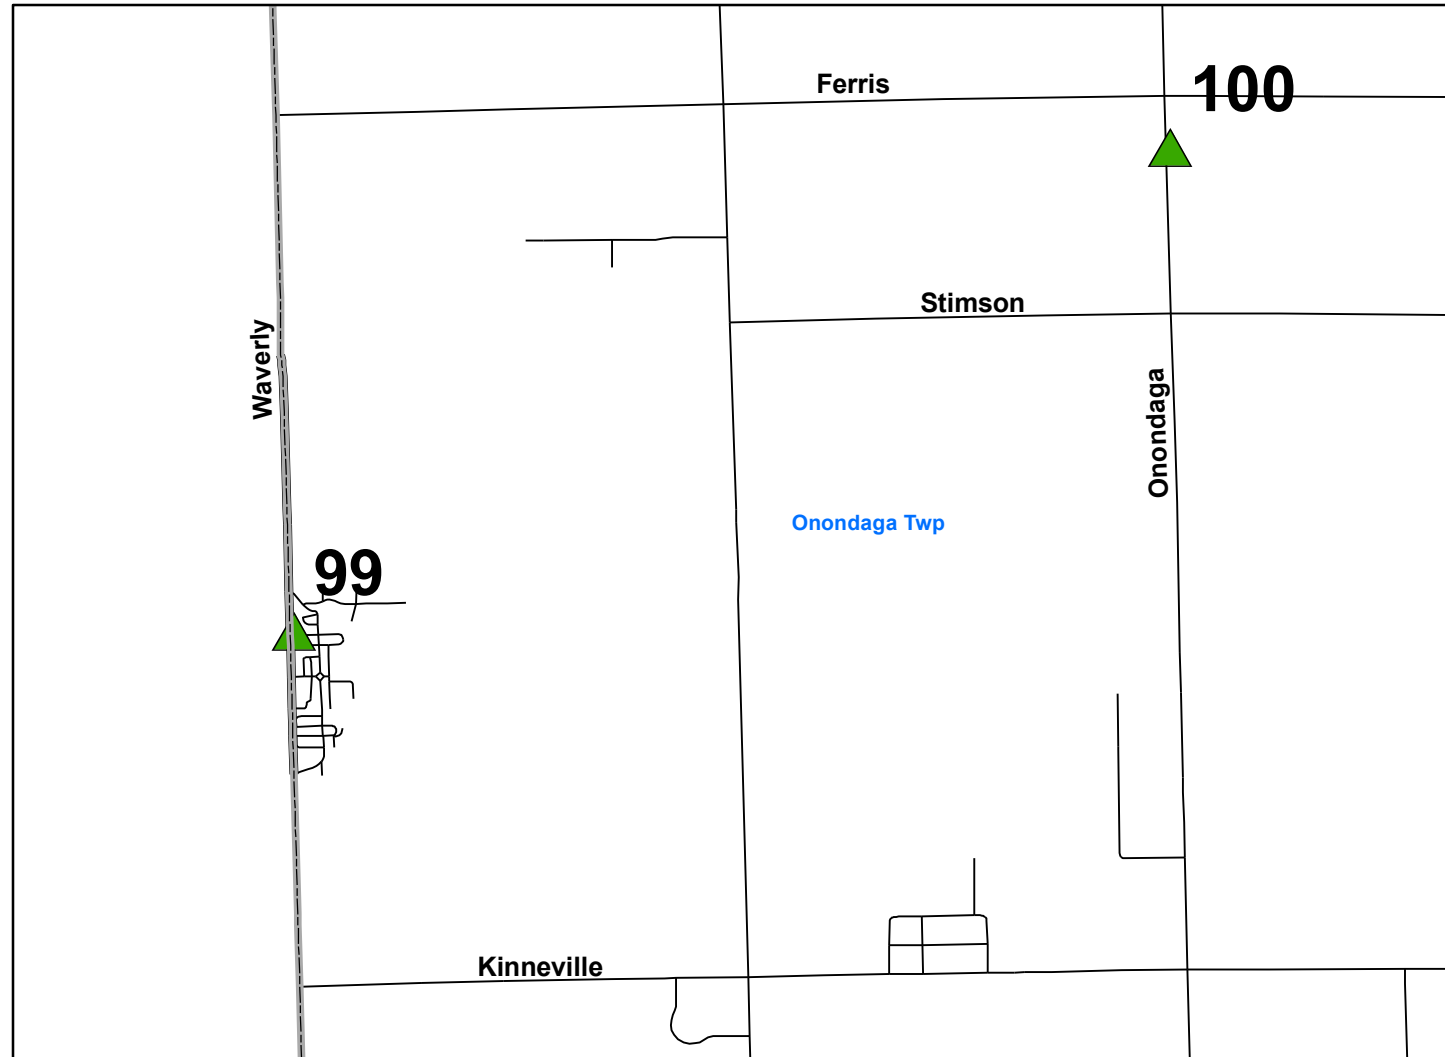 Ferris
100
Stimson
Waverly
Onondaga
Onondaga Twp
99
Kinneville